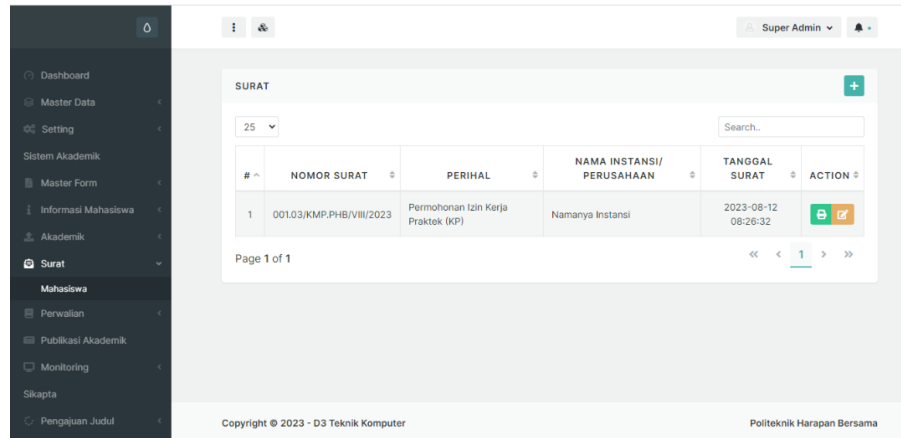 Super Admin
Dashboard
Master Data
Setting
Sistem Akademik
Master Form
Informasi Mahasiswa
Akademik
Surat
Mahasiswa
Perwalian
Publikasi Akademik
Monitoring
Sikapta
Pengajuan Judul
SURAT
25
Search..
# NOMOR SURAT PERIHAL NAMA INSTANSI/ PERUSAHAAN TANGGAL SURAT ACTION
1 001.03/KMP.PHB/VIII/2023 Permohonan Izin Kerja Praktek (KP) Namanya Instansi 2023-08-12 08:26:32
Page 1 of 1
<< < 1 > >>
Copyright © 2023 - D3 Teknik Komputer
Politeknik Harapan Bersama